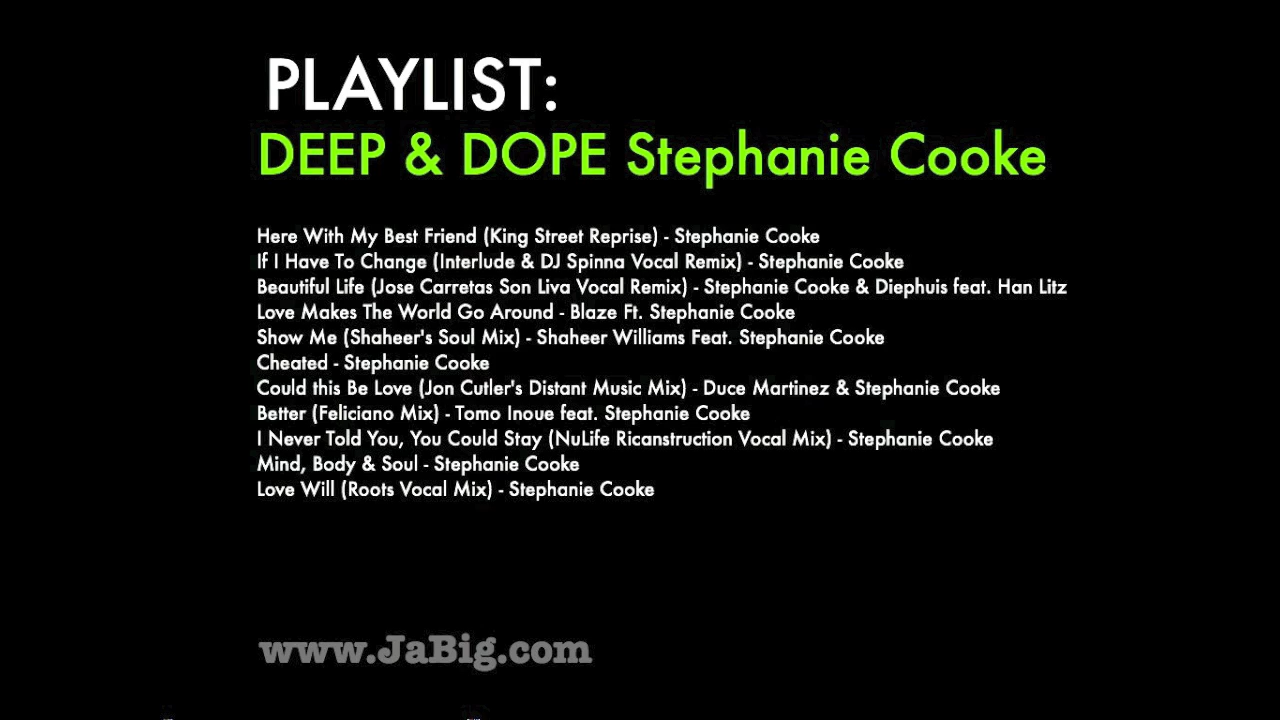 PLAYLIST:
DEEP & DOPE Stephanie Cooke
Here With My Best Friend (King Street Reprise) - Stephanie Cooke
If I Have To Change (Interlude & DJ Spinna Vocal Remix) - Stephanie Cooke
Beautiful Life (Jose Carretas Son Liva Vocal Remix) - Stephanie Cooke & Diephuis feat. Han Litz
Love Makes The World Go Around - Blaze Ft. Stephanie Cooke
Show Me (Shaheer's Soul Mix) - Shaheer Williams Feat. Stephanie Cooke
Cheated - Stephanie Cooke
Could this Be Love (Jon Cutler's Distant Music Mix) - Duce Martinez & Stephanie Cooke
Better (Feliciano Mix) - Tomo Inoue feat. Stephanie Cooke
I Never Told You, You Could Stay (NuLife Ricanstruction Vocal Mix) - Stephanie Cooke
Mind, Body & Soul - Stephanie Cooke
Love Will (Roots Vocal Mix) - Stephanie Cooke
www.JaBig.com